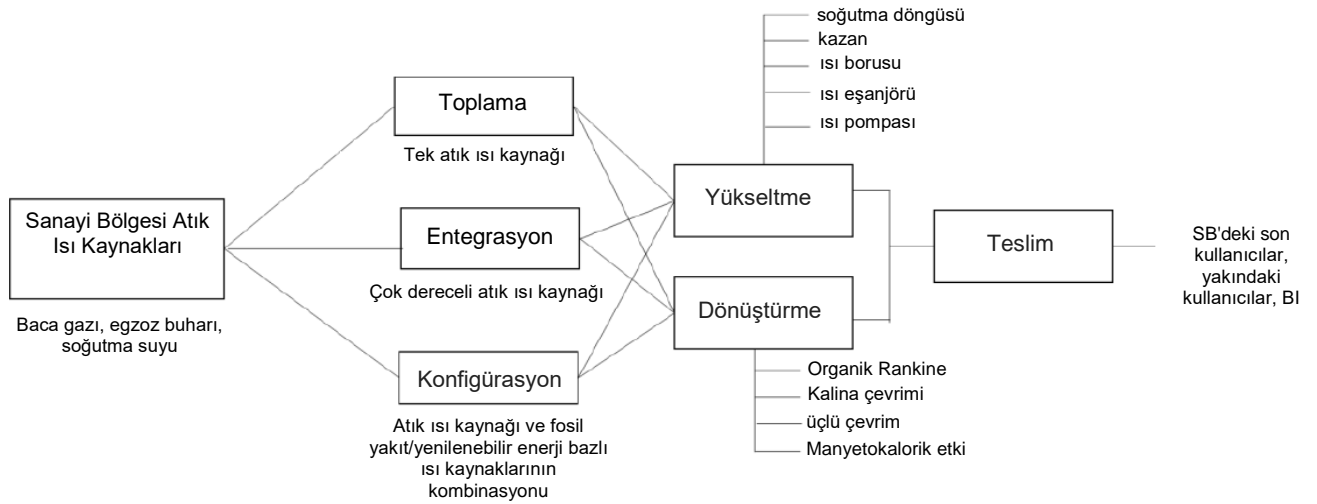 Sanayi Bölgesi Atık
Isı Kaynakları
Baca gazı, egzoz buharı,
soğutma suyu
Toplama
Tek atık ısı kaynağı
Entegrasyon
Çok dereceli atık ısı kaynağı
Konfigürasyon
Atık ısı kaynağı ve fosil
yakıt/yenilenebilir enerji bazlı
ısı kaynaklarının
kombinasyonu
soğutma döngüsü
kazan
ısı borusu
ısı eşanjörü
ısı pompası
Yükseltme
Dönüştürme
Organik Rankine
Kalina çevrimi
üçlü çevrim
Manyetokalorik etki
Teslim
SB'deki son
kullanıcılar,
yakındaki
kullanıcılar, BI